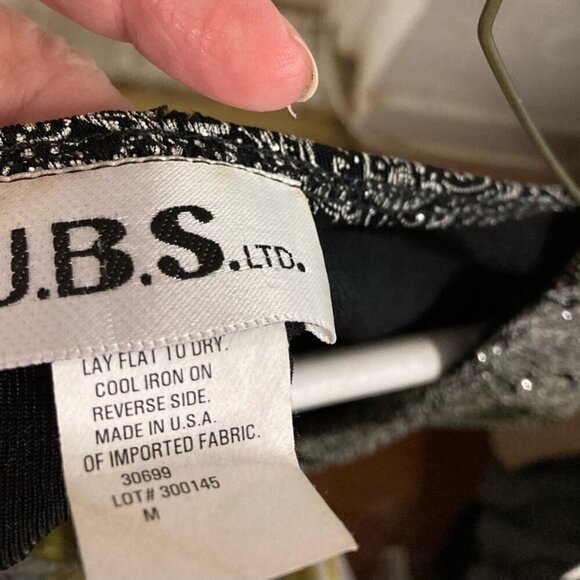 J.B.S. LTD.
LAY FLAT TO DRY.
COOL IRON ON
REVERSE SIDE.
MADE IN U.S.A.
OF IMPORTED FABRIC.
30699
LOT# 300145
M